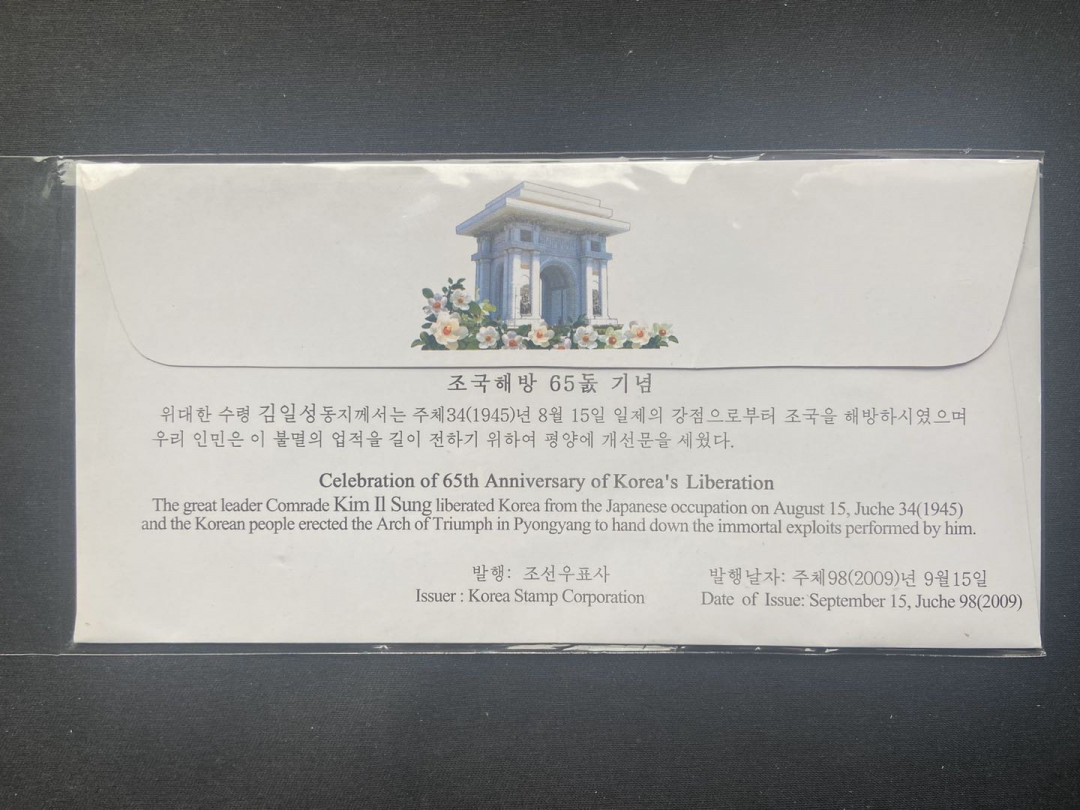 조국해방 65돐 기념
위대한 수령 김일성동지께서는 주체34(1945)년 8월 15일 일제의 강점으로부터 조국을 해방하시였으며
우리 인민은 이 불멸의 업적을 길이 전하기 위하여 평양에 개선문을 세웠다.
Celebration of 65th Anniversary of Korea's Liberation
The great leader Comrade Kim Il Sung liberated Korea from the Japanese occupation on August 15, Juche 34(1945)
and the Korean people erected the Arch of Triumph in Pyongyang to hand down the immortal exploits performed by him.
발행: 조선우표사
Issuer : Korea Stamp Corporation
발행날자: 주체98(2009)년 9월15일
Date of Issue: September 15, Juche 98(2009)